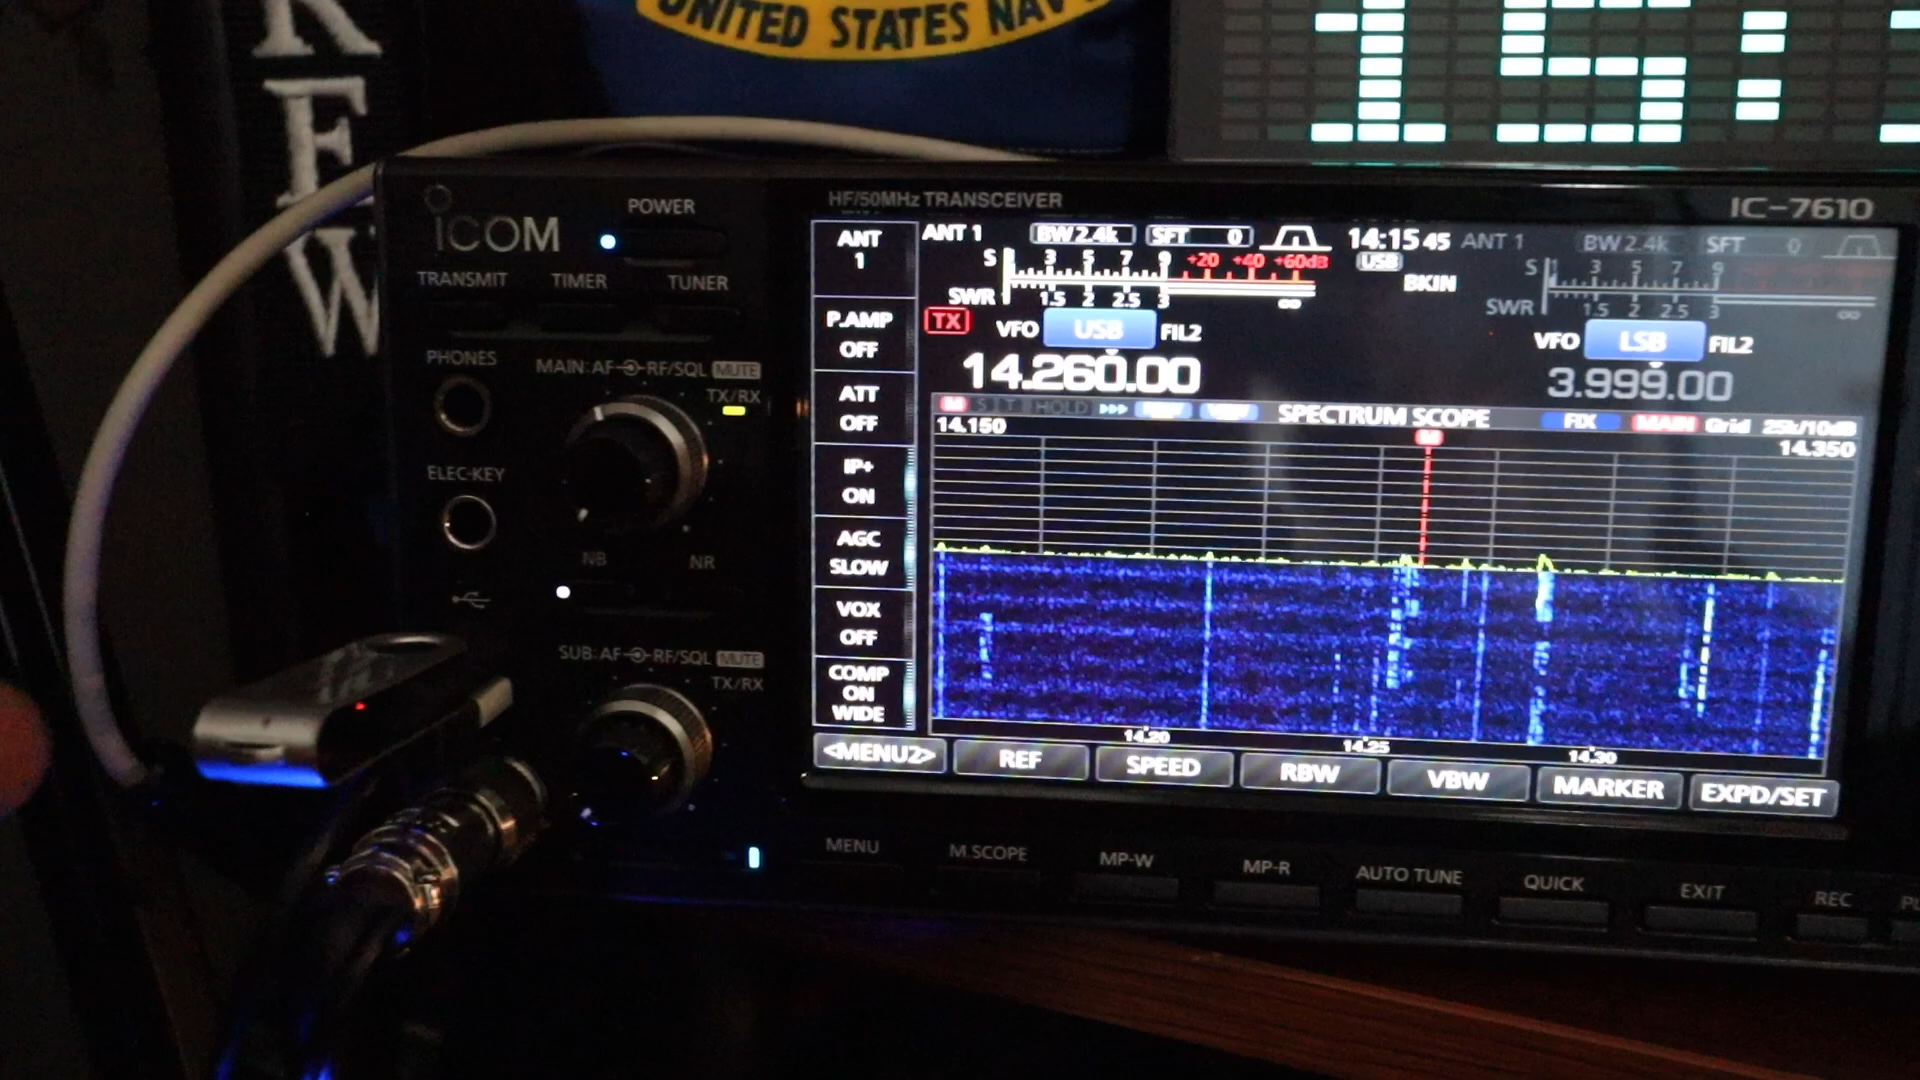 UNITED STATES NAV
HF/50MHz TRANSCEIVER
IC-7610
ICOM
POWER
TRANSMIT TIMER TUNER
PHONES
MAIN:AF RF/SQL MUTE
TX/RX
ELEC-KEY
NB NR
SUB:AF RF/SQL MUTE
TX/RX
ANT
1
P.AMP
OFF
ATT
OFF
IP+
ON
AGC
SLOW
VOX
OFF
COMP
ON
WIDE
ANT 1 BW 2.4k SFT 0 14:15 45 ANT 1 BW 2.4k SFT 0
S 1 3 5 7 9 +20 +40 +60dB USB S 1 3 5 7 9
BKIN
SWR 1 1.5 2 2.5 3 ∞ SWR 1 1.5 2 2.5 3 ∞
TX VFO USB FIL2 VFO LSB FIL2
14.260.00 3.999.00
M SIT HOLD SPECTRUM SCOPE FIX MAIN Grid 25k/10dB
14.150 M 14.350
14.20 14.25 14.30
<MENU2> REF SPEED RBW VBW MARKER EXPD/SET
MENU M.SCOPE MP-W MP-R AUTO TUNE QUICK EXIT REC